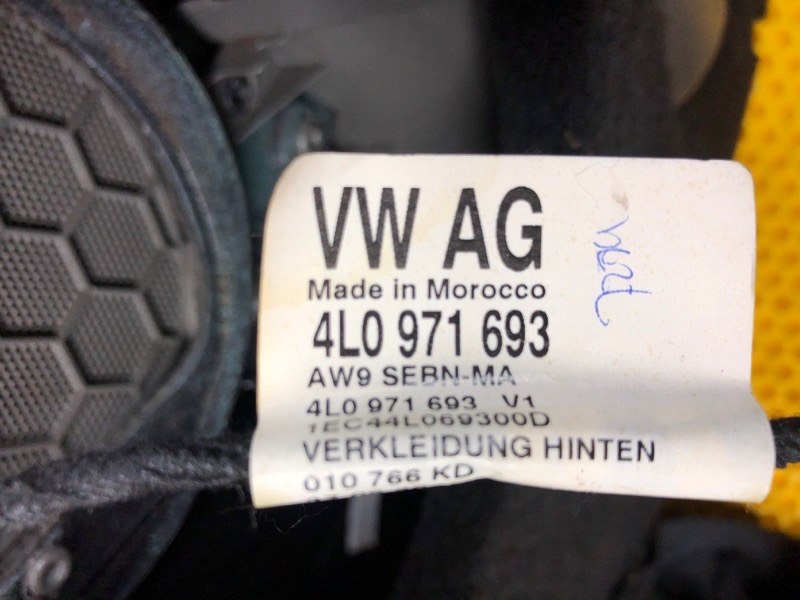 VW AG
Made in Morocco
4L0 971 693
AW9 SEBN-MA
4L0 971 693 V1
1EC44L069300D
VERKLEIDUNG HINTEN
010 766 KD